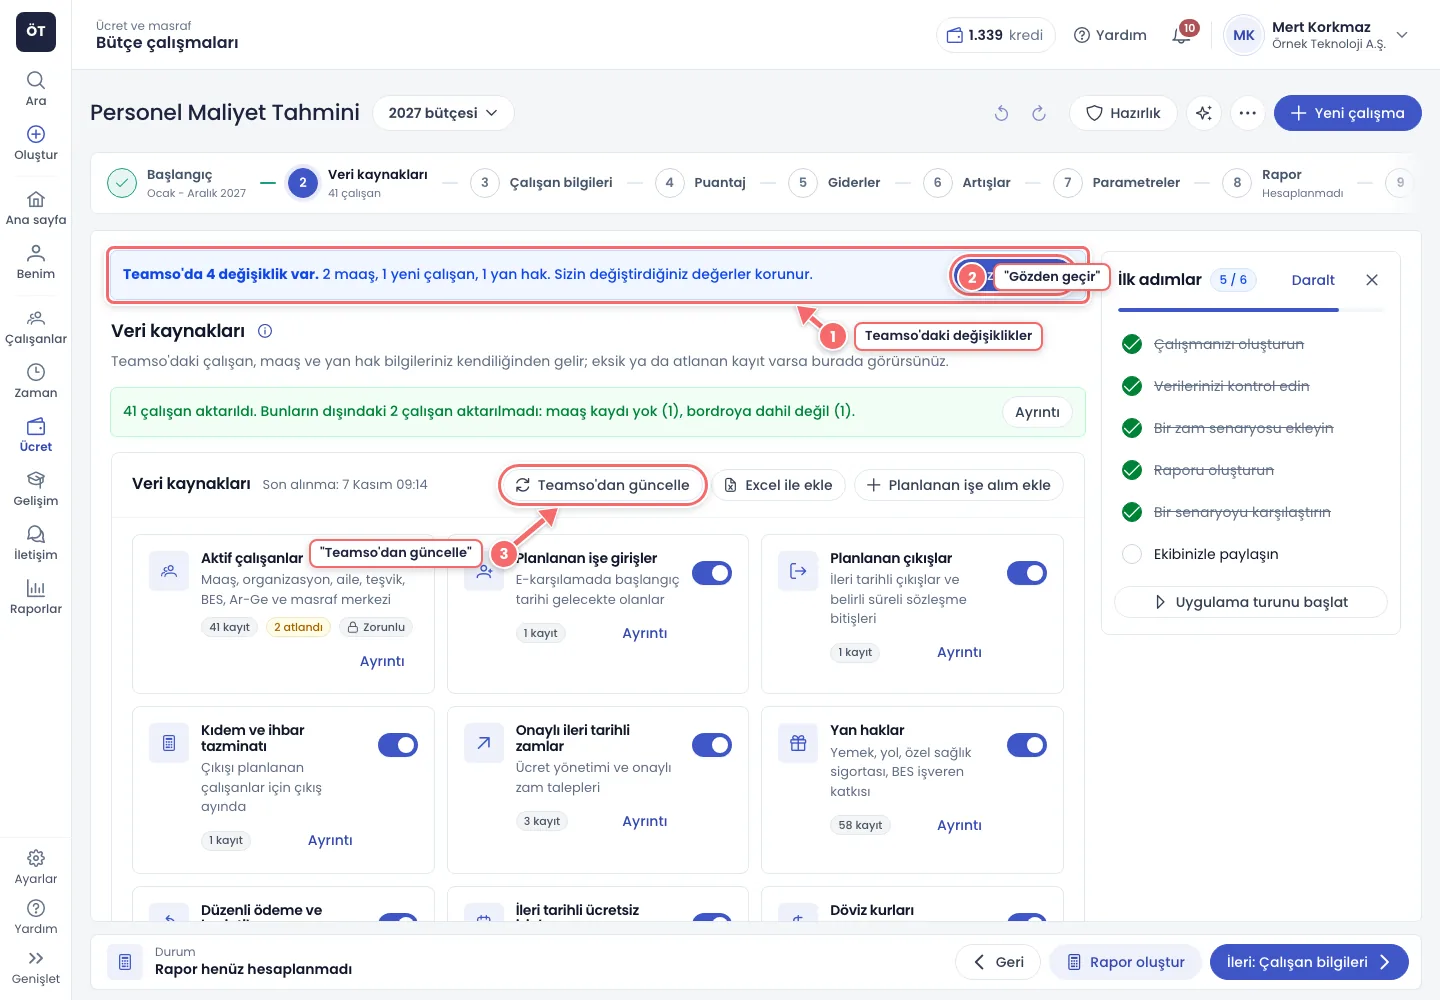 ÖT
Ara
Oluştur
Ana sayfa
Benim
Çalışanlar
Zaman
Ücret
Gelişim
İletişim
Raporlar
Ayarlar
Yardım
Genişlet
Ücret ve masraf
Bütçe çalışmaları
1.339 kredi
Yardım
10
MK
Mert Korkmaz
Örnek Teknoloji A.Ş.
Personel Maliyet Tahmini
2027 bütçesi
Hazırlık
Yeni çalışma
Başlangıç
Ocak - Aralık 2027
2
Veri kaynakları
41 çalışan
3 Çalışan bilgileri
4 Puantaj
5 Giderler
6 Artışlar
7 Parametreler
8 Rapor
Hesaplanmadı
9
Teamso'da 4 değişiklik var. 2 maaş, 1 yeni çalışan, 1 yan hak. Sizin değiştirdiğiniz değerler korunur.
2 "Gözden geçir"
1 Teamso'daki değişiklikler
Veri kaynakları
Teamso'daki çalışan, maaş ve yan hak bilgileriniz kendiliğinden gelir; eksik ya da atlanan kayıt varsa burada görürsünüz.
41 çalışan aktarıldı. Bunların dışındaki 2 çalışan aktarılmadı: maaş kaydı yok (1), bordroya dahil değil (1).
Ayrıntı
Veri kaynakları
Son alınma: 7 Kasım 09:14
Teamso'dan güncelle
Excel ile ekle
Planlanan işe alım ekle
"Teamso'dan güncelle" 3
Aktif çalışanlar
Maaş, organizasyon, aile, teşvik,
BES, Ar-Ge ve masraf merkezi
41 kayıt
2 atlandı
Zorunlu
Ayrıntı
Planlanan işe girişler
E-karşılamada başlangıç
tarihi gelecekte olanlar
1 kayıt
Ayrıntı
Planlanan çıkışlar
İleri tarihli çıkışlar ve
belirli süreli sözleşme
bitişleri
1 kayıt
Ayrıntı
Kıdem ve ihbar
tazminatı
Çıkışı planlanan
çalışanlar için çıkış
ayında
1 kayıt
Ayrıntı
Onaylı ileri tarihli
zamlar
Ücret yönetimi ve onaylı
zam talepleri
3 kayıt
Ayrıntı
Yan haklar
Yemek, yol, özel sağlık
sigortası, BES işveren
katkısı
58 kayıt
Ayrıntı
Düzenli ödeme ve
İleri tarihli ücretsiz
Döviz kurları
İlk adımlar
5 / 6
Daralt
Çalışmanızı oluşturun
Verilerinizi kontrol edin
Bir zam senaryosu ekleyin
Raporu oluşturun
Bir senaryoyu karşılaştırın
Ekibinizle paylaşın
Uygulama turunu başlat
Durum
Rapor henüz hesaplanmadı
Geri
Rapor oluştur
İleri: Çalışan bilgileri